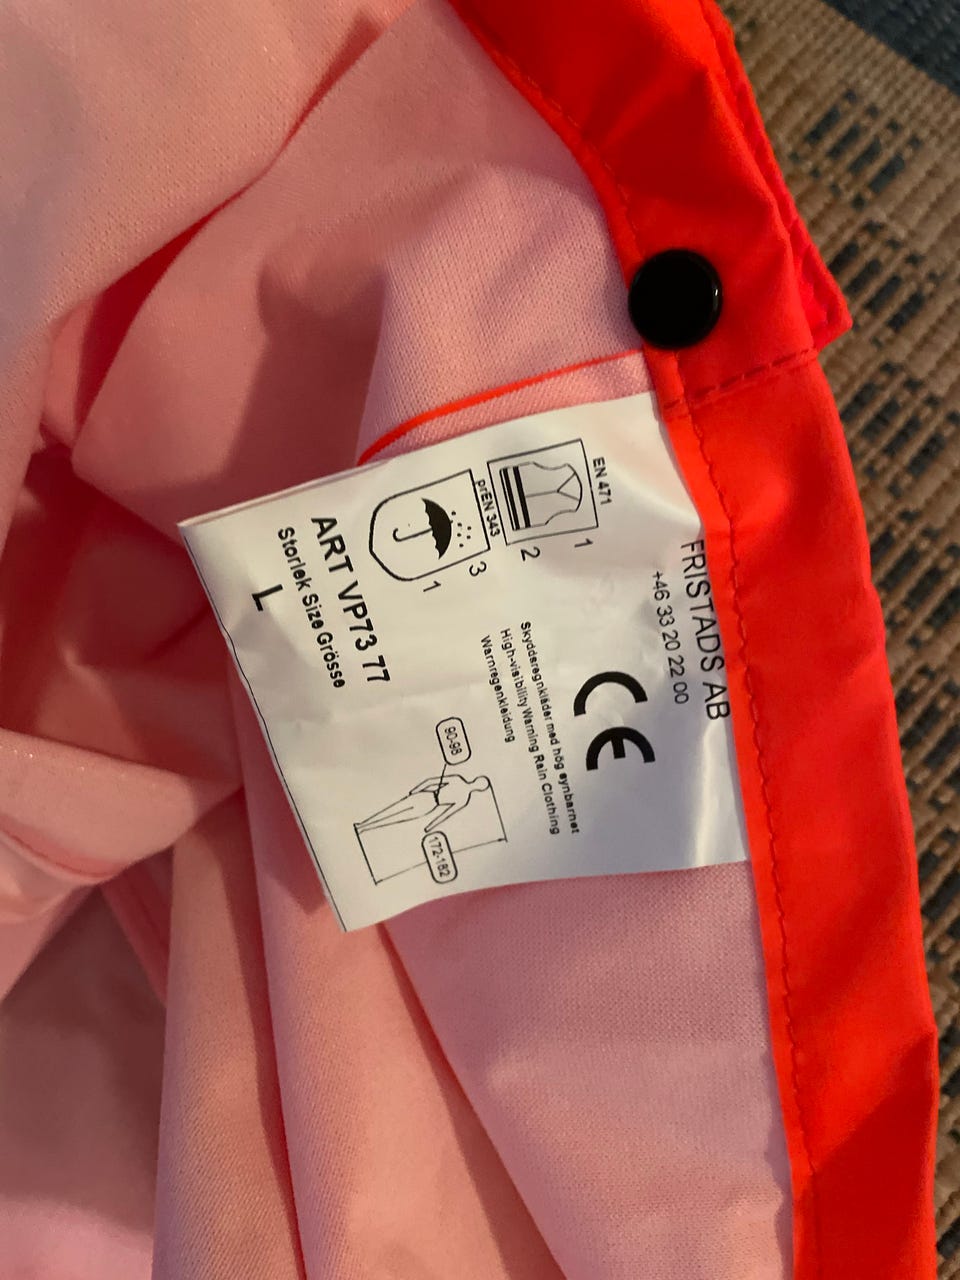 FRISTADS AB
+46 33 20 22 00
EN 471
1
2
CE
prEN 343
3
1
Skyddsregnkläder med hög synbarhet
High-visibility Warning Rain Clothing
Warnregenkleidung
ART VP73 77
Storlek Size Grösse
L
90-98
172-182